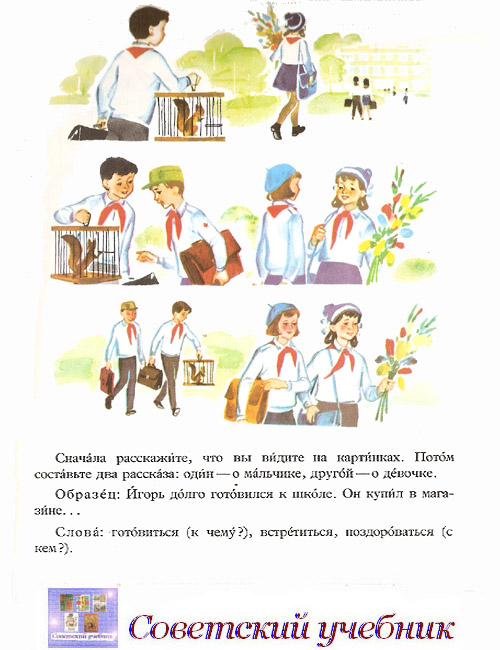 Снача́ла расскажи́те, что вы ви́дите на карти́нках. Пото́м
соста́вьте два расска́за: оди́н — о ма́льчике, друго́й — о де́вочке.
Образе́ц: И́горь до́лго гото́вился к шко́ле. Он купи́л в мага-
зи́не...
Слова́: гото́виться (к чему́?), встре́титься, поздоро́ваться (с
кем?).
Советский учебник
Советский учебник